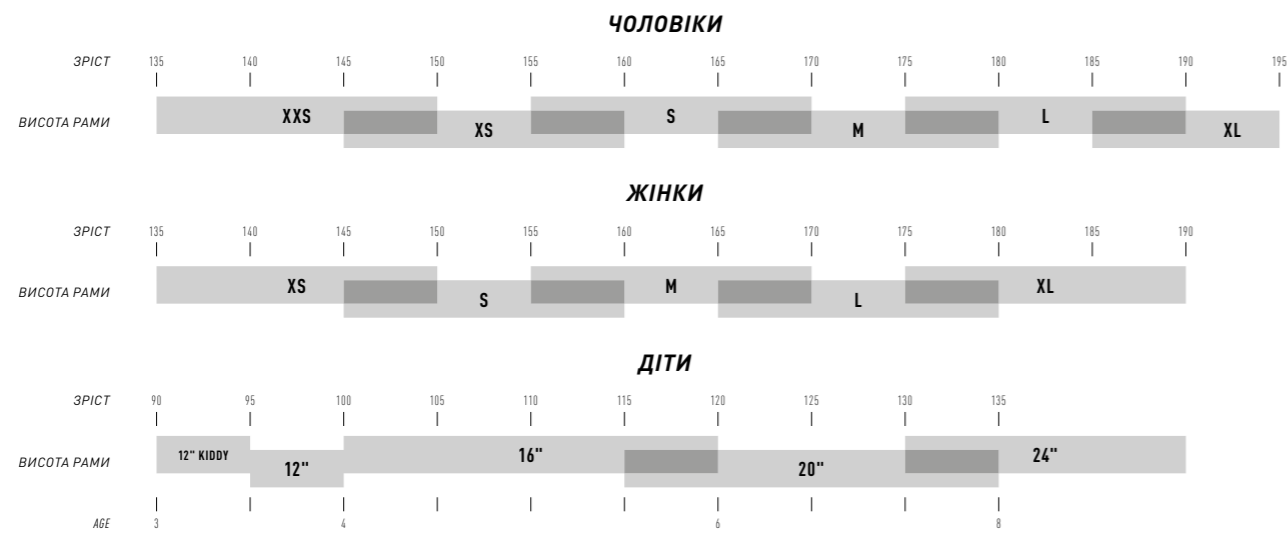 ЧОЛОВІКИ
ЗРІСТ 135 140 145 150 155 160 165 170 175 180 185 190 195
ВИСОТА РАМИ XXS XS S M L XL
ЖІНКИ
ЗРІСТ 135 140 145 150 155 160 165 170 175 180 185 190
ВИСОТА РАМИ XS S M L XL
ДІТИ
ЗРІСТ 90 95 100 105 110 115 120 125 130 135
ВИСОТА РАМИ 12" KIDDY 12" 16" 20" 24"
AGE 3 4 6 8